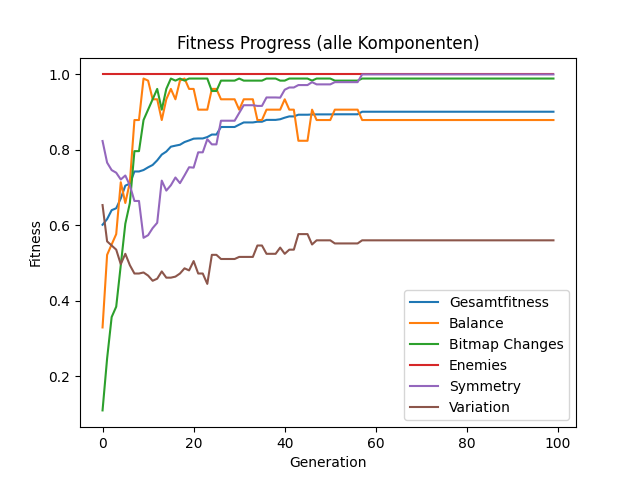 Fitness Progress (alle Komponenten)
1.0
0.8
0.6
0.4
0.2
Fitness
0 20 40 60 80 100
Generation
Gesamtfitness
Balance
Bitmap Changes
Enemies
Symmetry
Variation